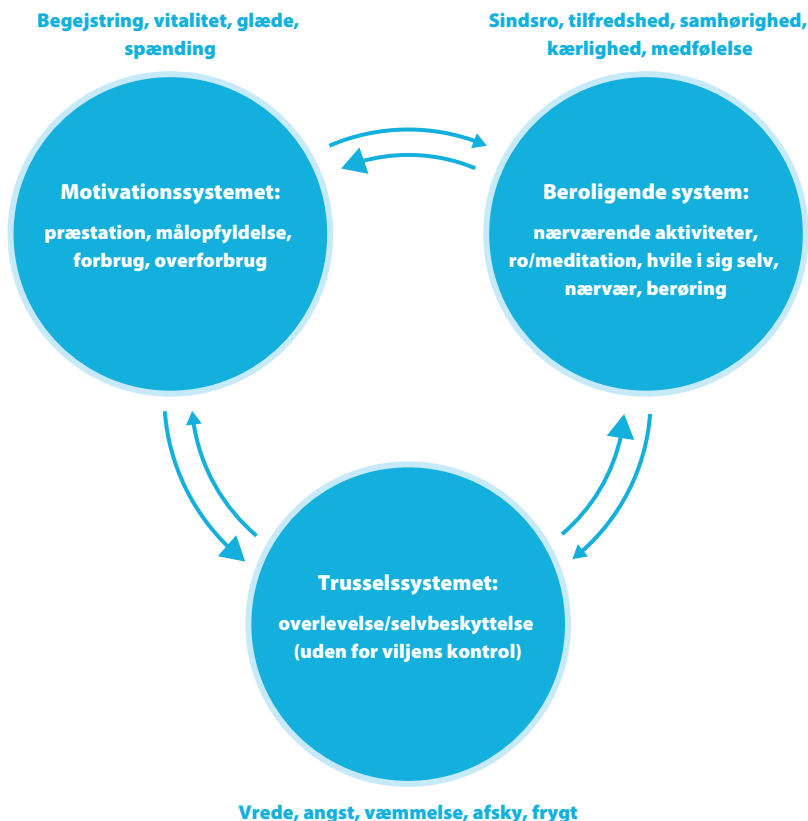 Begejstring, vitalitet, glæde,
spænding
Sindsro, tilfredshed, samhørighed,
kærlighed, medfølelse
Motivationssystemet:
præstation, målopfyldelse,
forbrug, overforbrug
Beroligende system:
nærværende aktiviteter,
ro/meditation, hvile i sig selv,
nærvær, berøring
Trusselssystemet:
overlevelse/selvbeskyttelse
(uden for viljens kontrol)
Vrede, angst, væmmelse, afsky, frygt